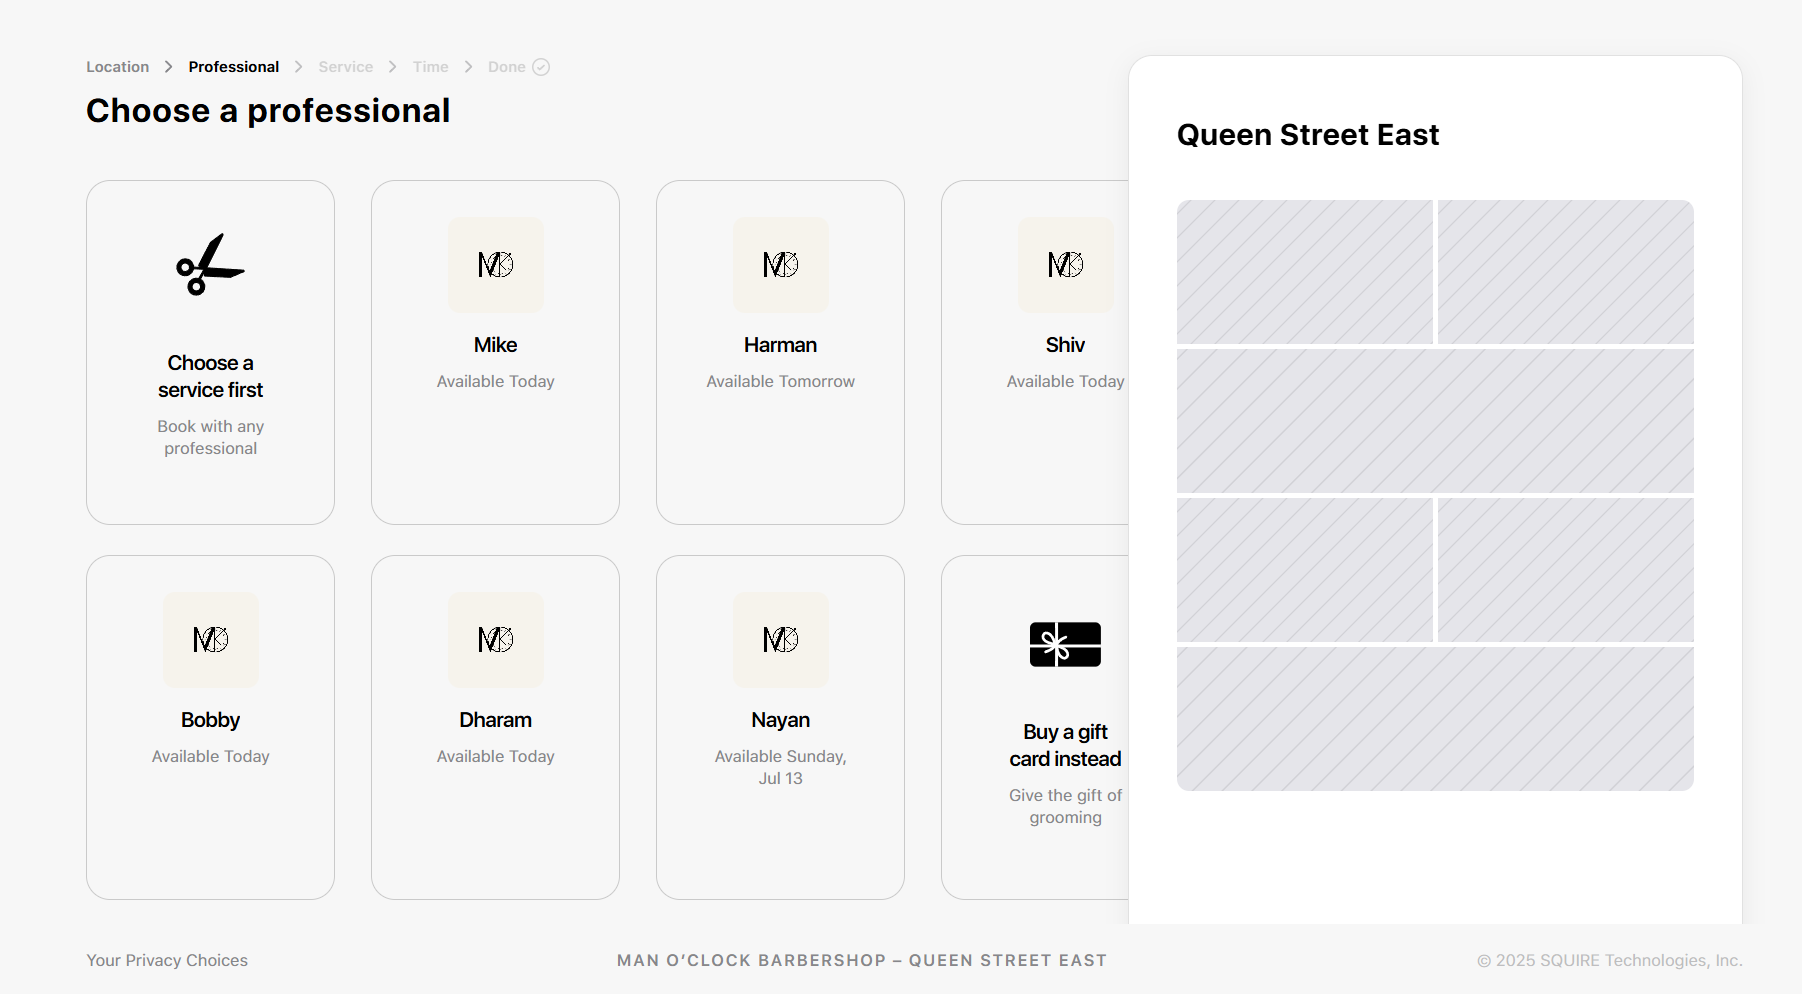 Location > Professional > Service > Time > Done
Choose a professional
Queen Street East
Choose a
service first
Book with any
professional
Mike
Available Today
Harman
Available Tomorrow
Shiv
Available Today
Bobby
Available Today
Dharam
Available Today
Nayan
Available Sunday,
Jul 13
Buy a gift
card instead
Give the gift of
grooming
Your Privacy Choices
MAN O'CLOCK BARBERSHOP – QUEEN STREET EAST
© 2025 SQUIRE Technologies, Inc.